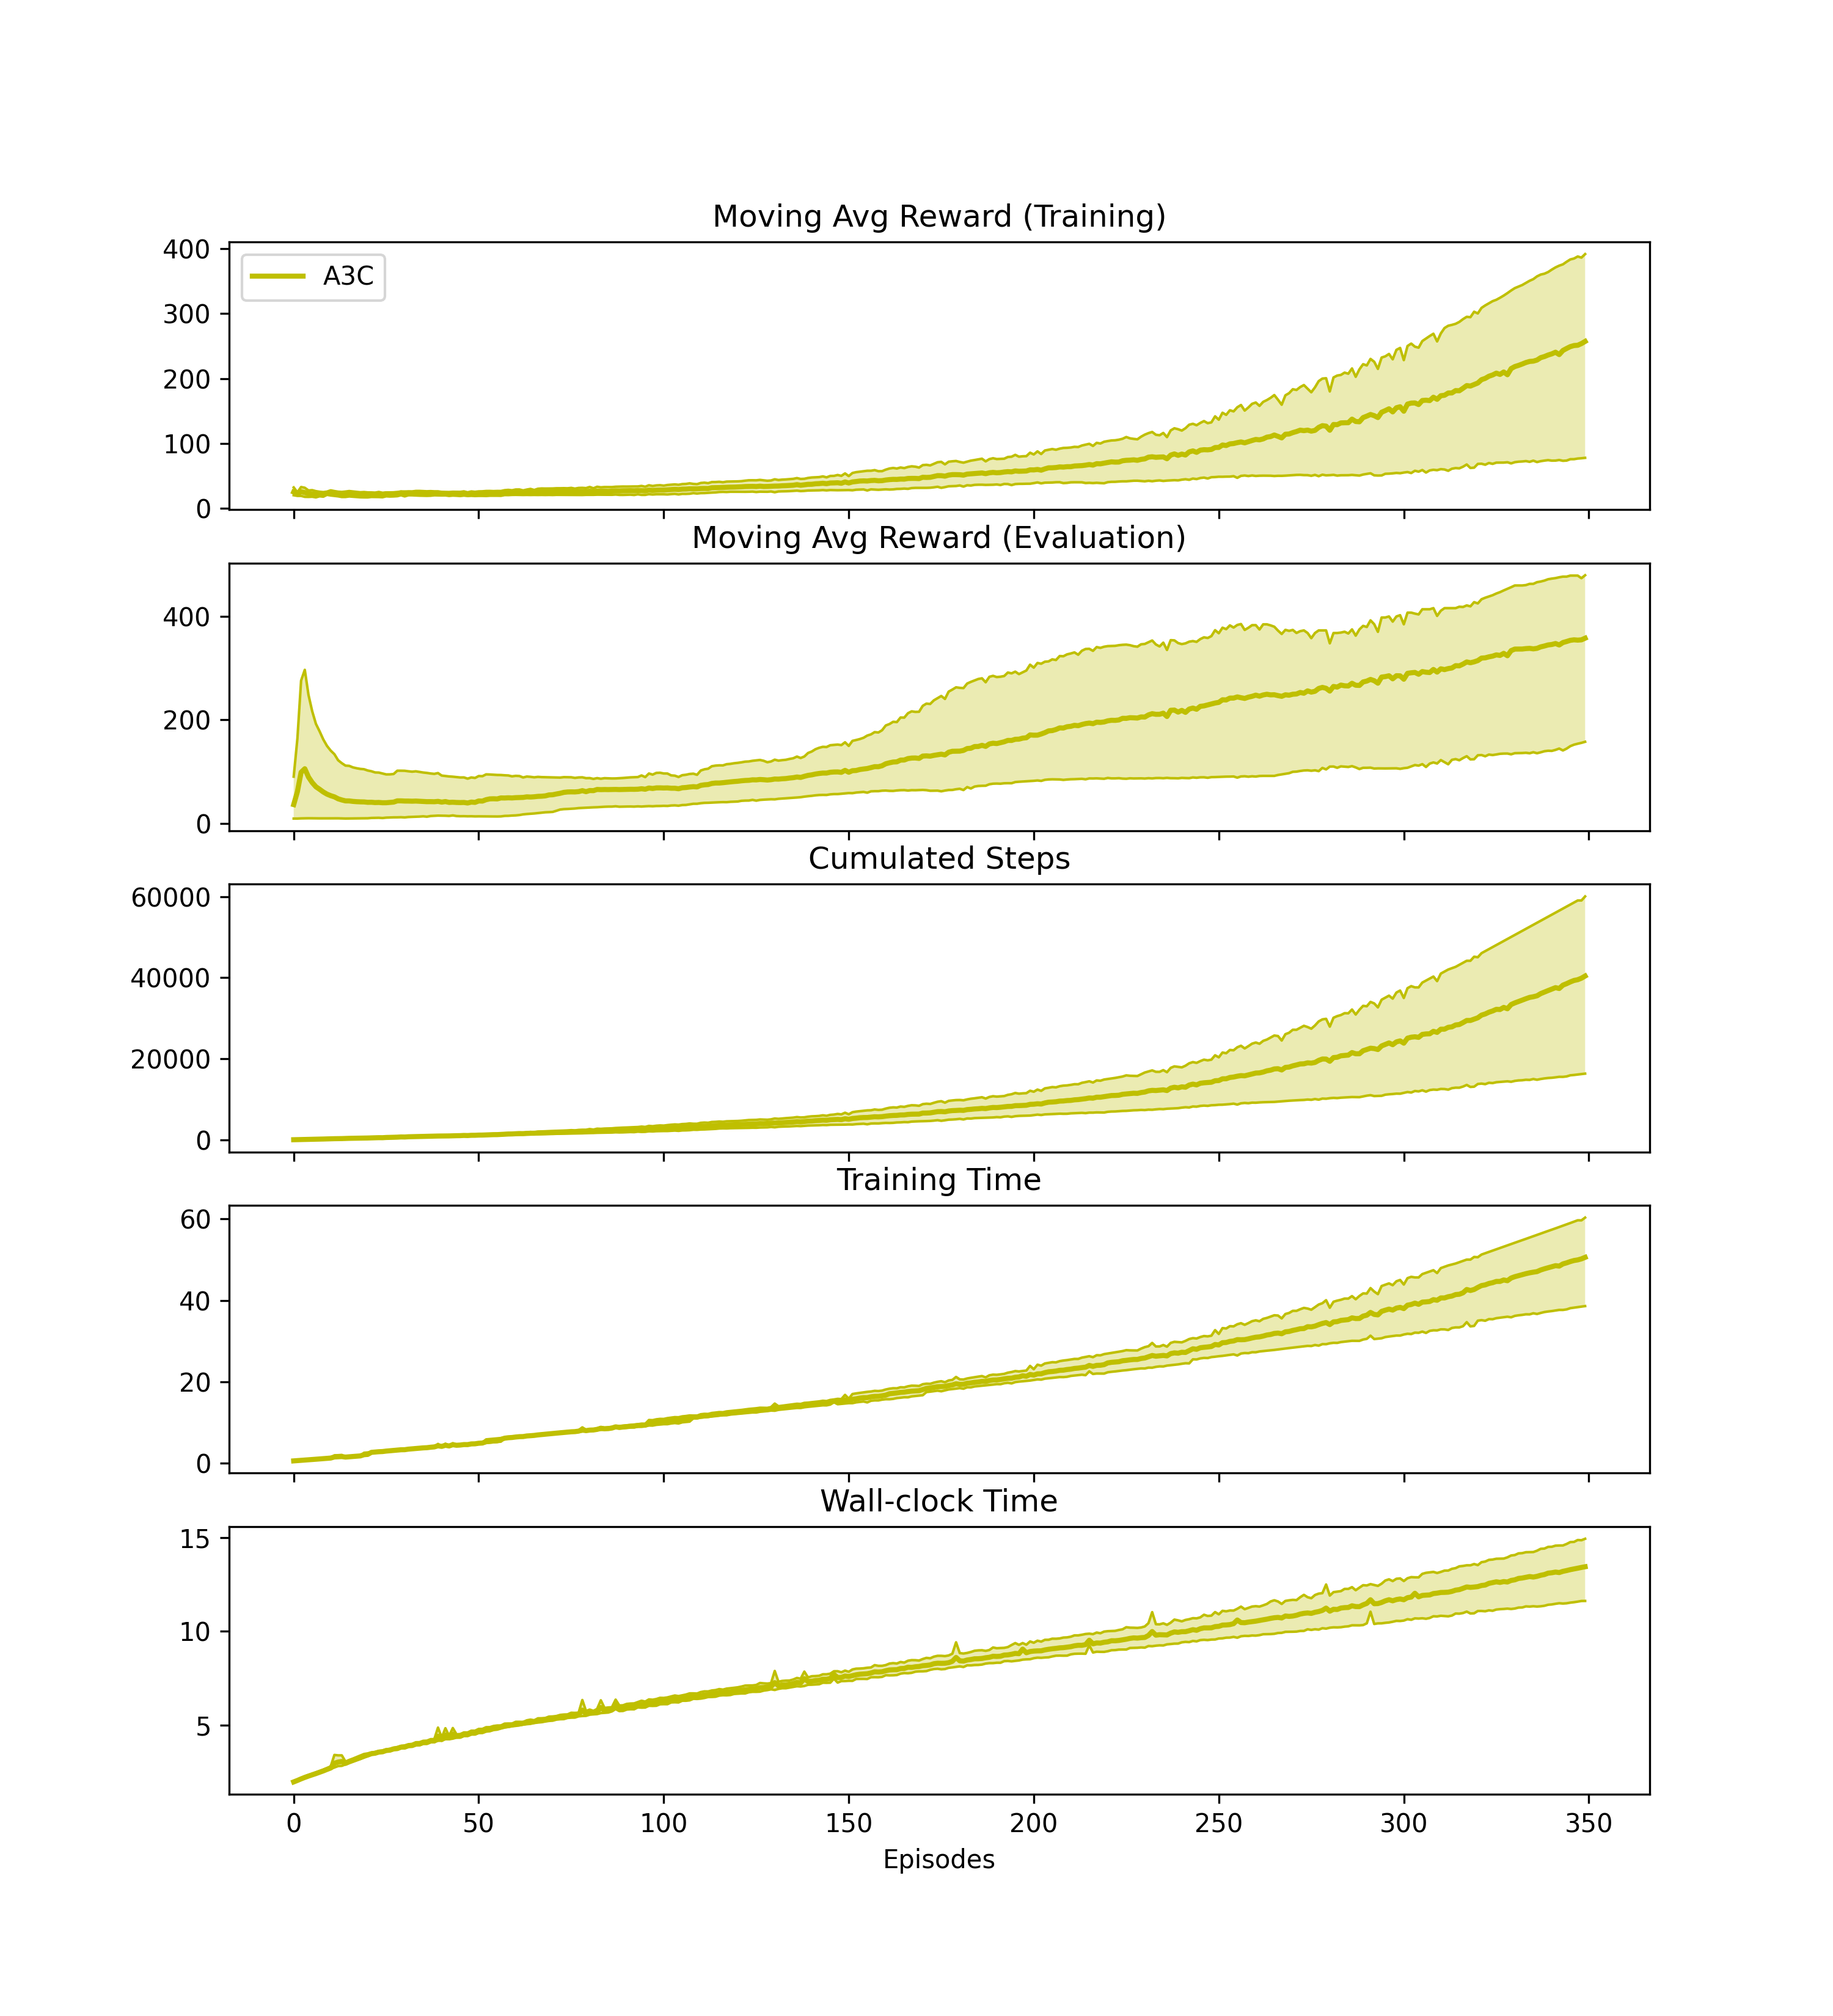 Moving Avg Reward (Training)
400
300
200
100
0
A3C
Moving Avg Reward (Evaluation)
400
200
0
Cumulated Steps
60000
40000
20000
0
Training Time
60
40
20
0
Wall-clock Time
15
10
5
0 50 100 150 200 250 300 350
Episodes